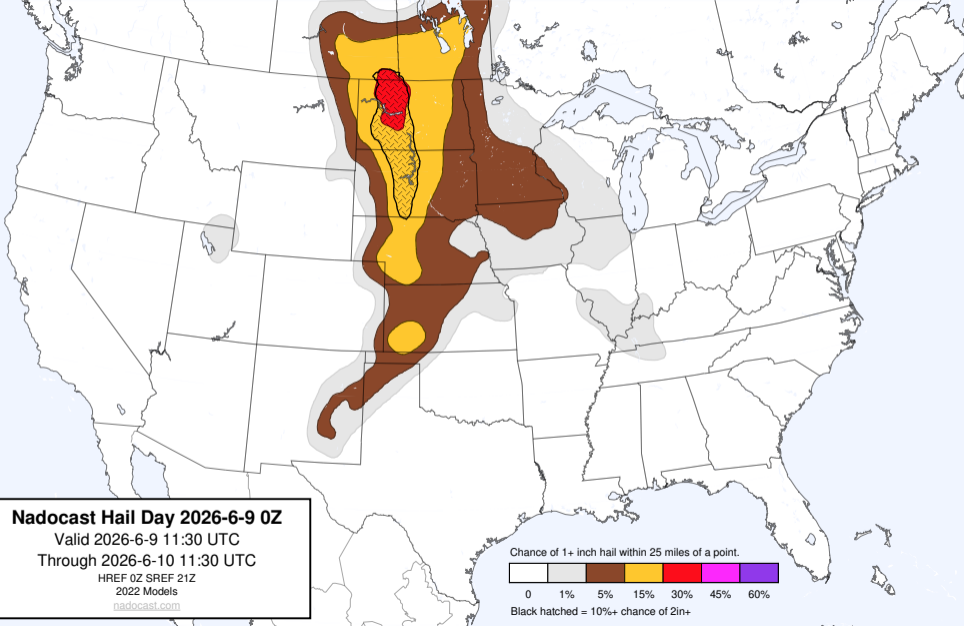 Nadocast Hail Day 2026-6-9 0Z
Valid 2026-6-9 11:30 UTC
Through 2026-6-10 11:30 UTC
HREF 0Z SREF 21Z
2022 Models
nadocast.com
Chance of 1+ inch hail within 25 miles of a point.
0 1% 5% 15% 30% 45% 60%
Black hatched = 10%+ chance of 2in+